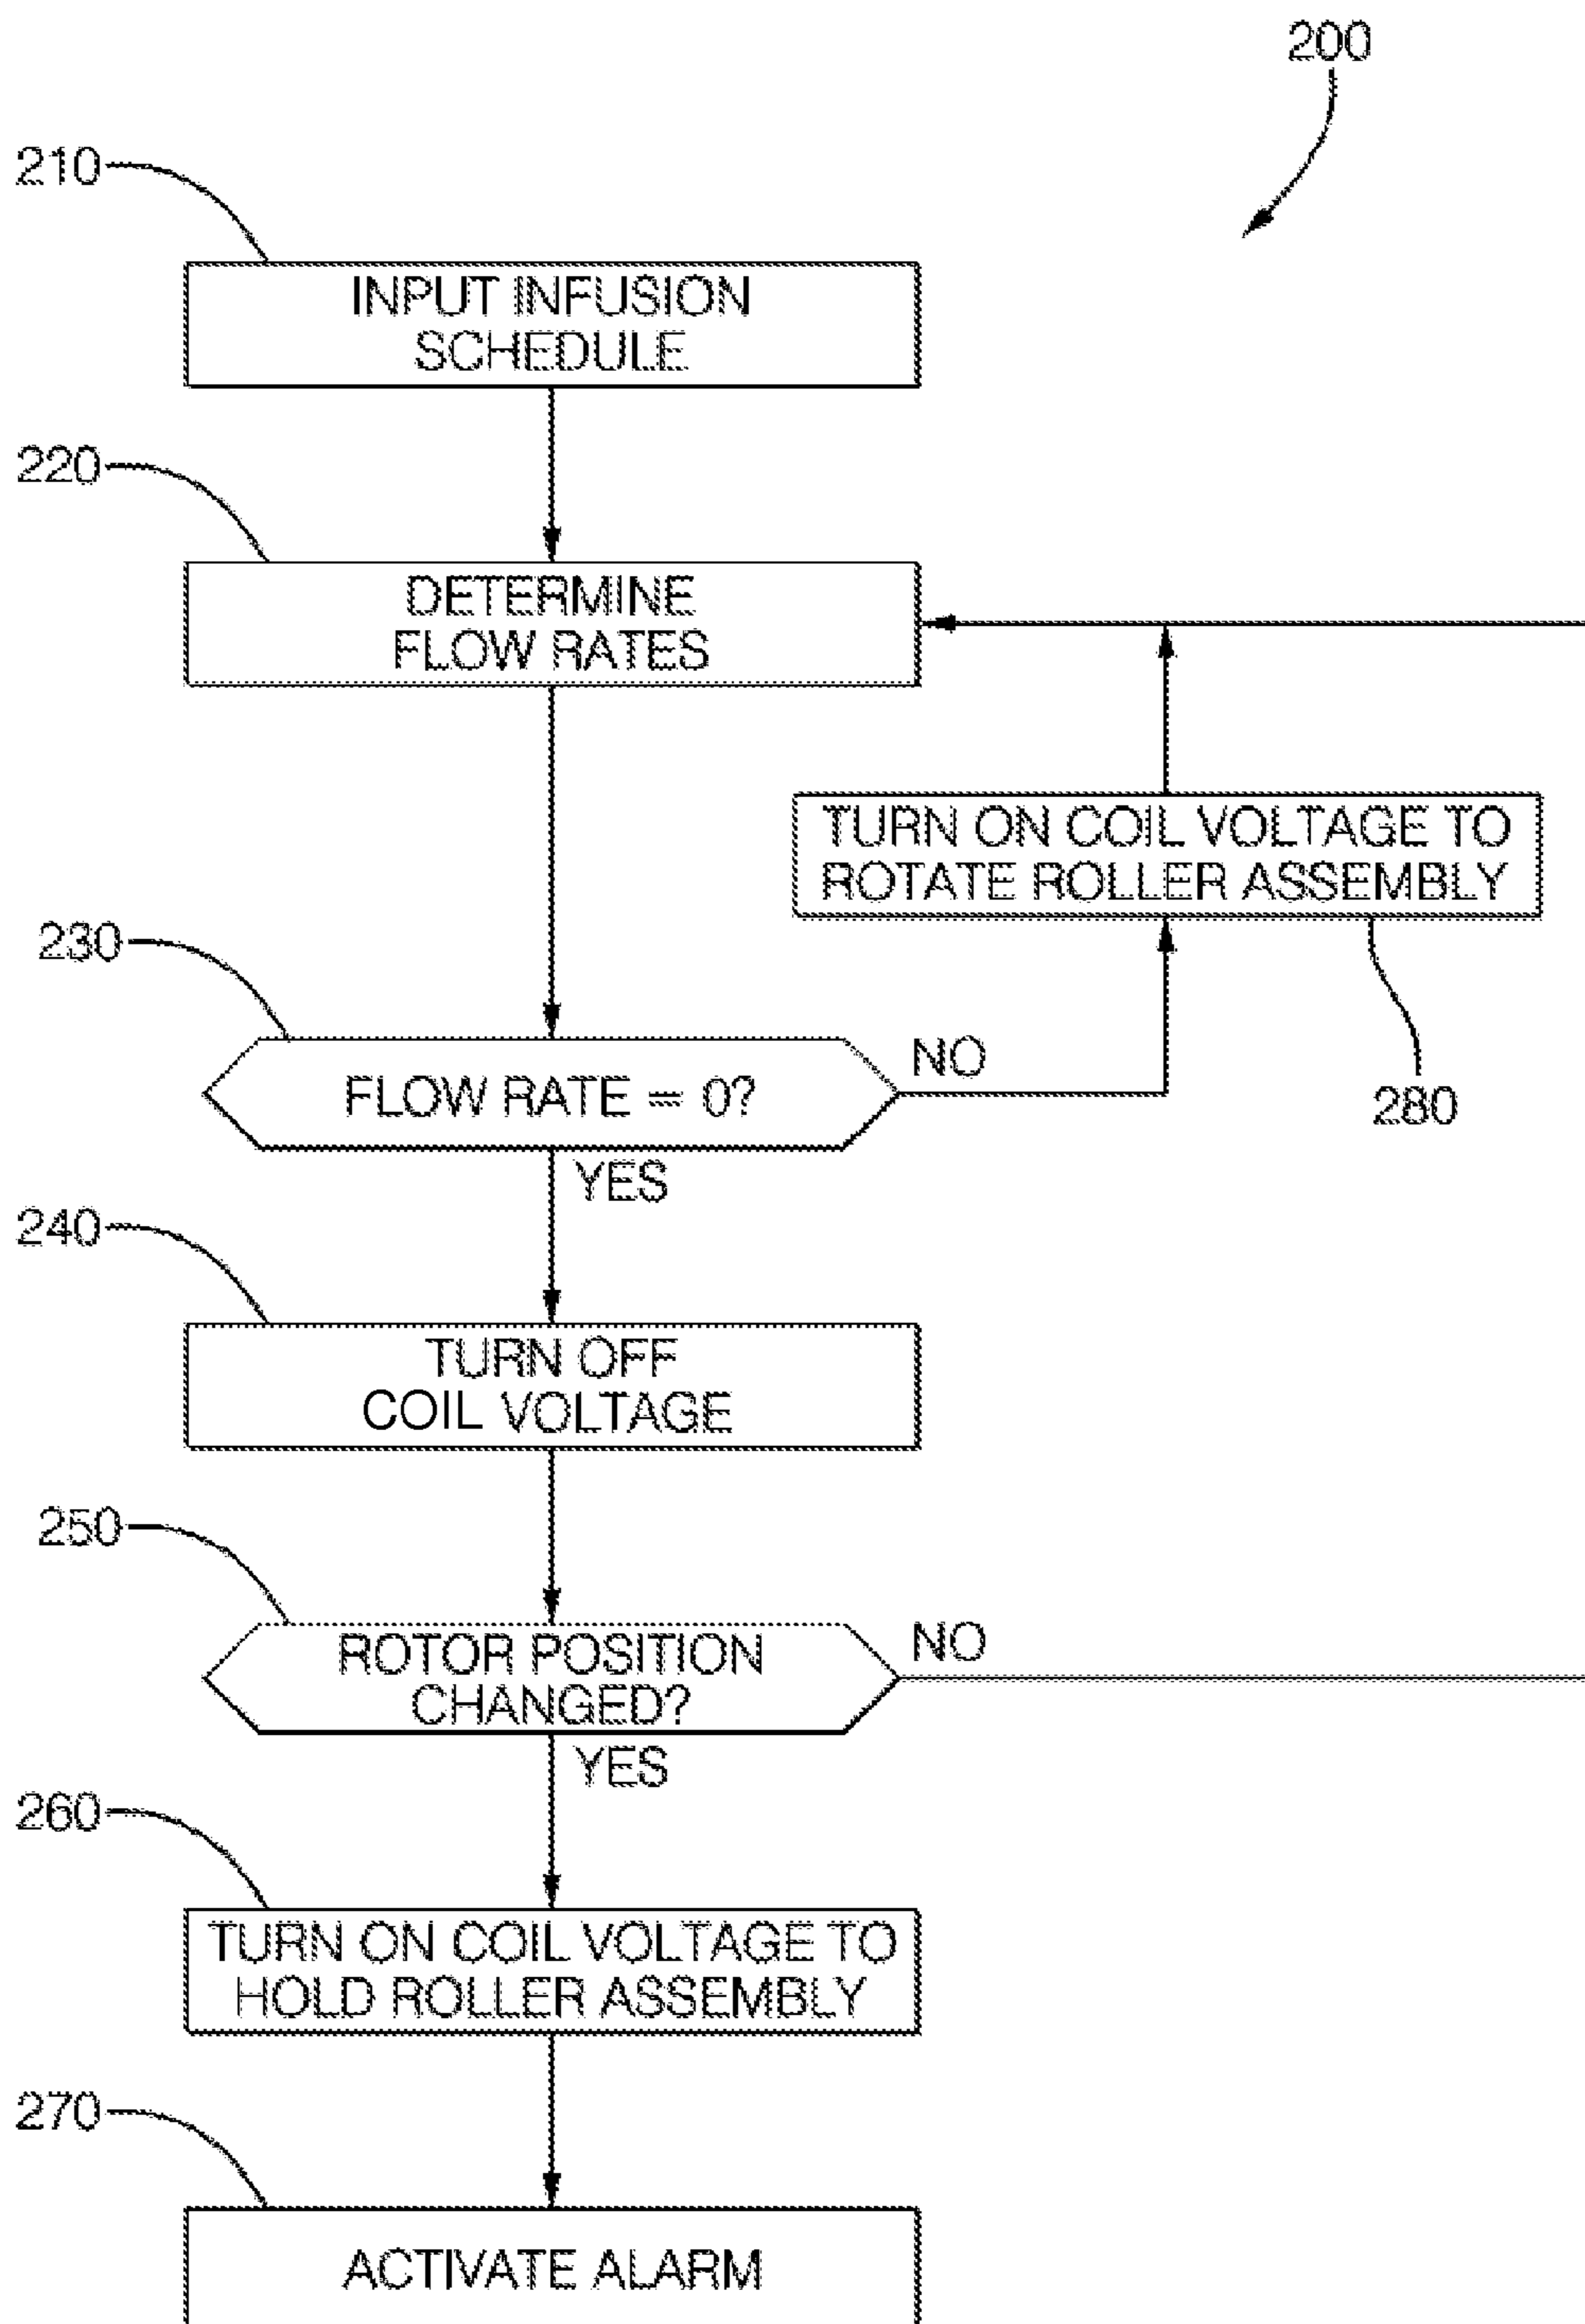 200
210
INPUT INFUSION
SCHEDULE
220
DETERMINE
FLOW RATES
TURN ON COIL VOLTAGE TO
ROTATE ROLLER ASSEMBLY
280
230
FLOW RATE = 0?
NO
YES
240
TURN OFF
COIL VOLTAGE
250
ROTOR POSITION
CHANGED?
NO
YES
260
TURN ON COIL VOLTAGE TO
HOLD ROLLER ASSEMBLY
270
ACTIVATE ALARM